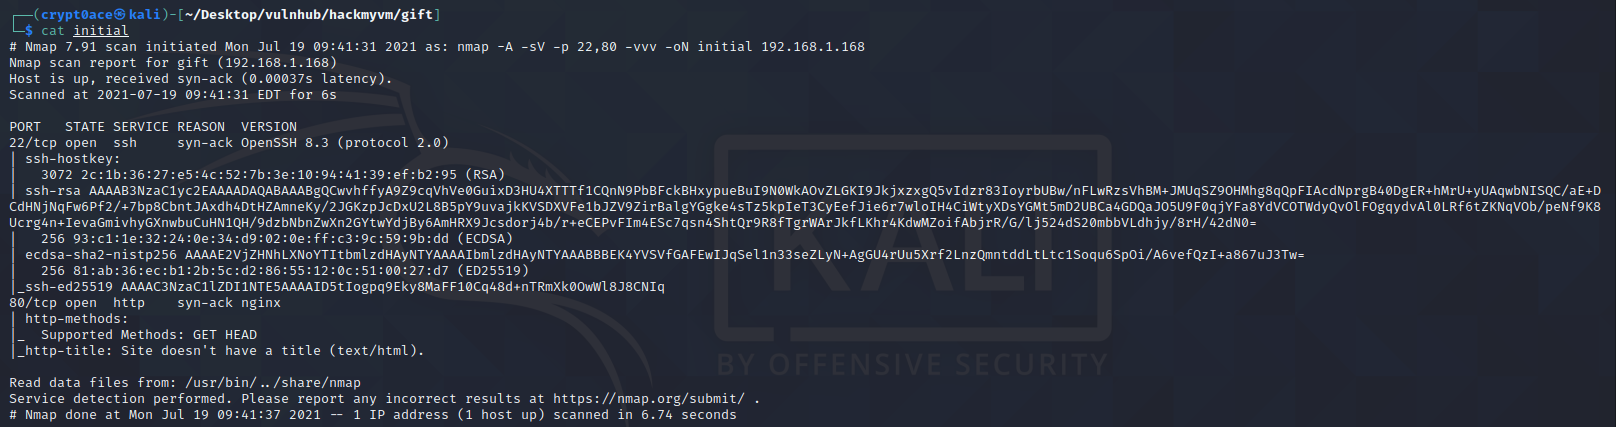 ┌──(crypt0ace㉿kali)-[~/Desktop/vulnhub/hackmyvm/gift]
└─$ cat initial
# Nmap 7.91 scan initiated Mon Jul 19 09:41:31 2021 as: nmap -A -sV -p 22,80 -vvv -oN initial 192.168.1.168
Nmap scan report for gift (192.168.1.168)
Host is up, received syn-ack (0.00037s latency).
Scanned at 2021-07-19 09:41:31 EDT for 6s
PORT   STATE SERVICE REASON  VERSION
22/tcp open  ssh     syn-ack OpenSSH 8.3 (protocol 2.0)
| ssh-hostkey:
|   3072 2c:1b:36:27:e5:4c:52:7b:3e:10:94:41:39:ef:b2:95 (RSA)
| ssh-rsa AAAAB3NzaC1yc2EAAAADAQABAAABgQCwvhffyA9Z9cqVhVe0GuixD3HU4XTTTf1CQnN9PbBFckBHxypueBuI9N0WkAOvZLGKI9JkjxzxgQ5vIdzr83IoyrbUBw/nFLwRzsVhBM+JMUqSZ9OHMhg8qQpFIAcdNprgB40DgER+hMrU+yUAqwbNISQC/aE+D
CdHNjNqFw6Pf2/+7bp8CbntJAxdh4DtHZAmneKy/2JGKzpJcDxU2L8B5pY9uvajkKVSDXVFe1bJZV9ZirBalgYGgke4sTz5kpIeT3CyEefJie6r7wloIH4CiWtyXDsYGMt5mD2UBCa4GDQaJO5U9F0qjYFa8YdVCOTWdyQvOlFOgqydvAl0LRf6tZKNqVOb/peNf9K8
Ucrg4n+IevaGmivhyGXnwbuCuHN1QH/9dzbNbnZwXn2GYtwYdjBy6AmHRX9Jcsdorj4b/r+eCEPvFIm4ESc7qsn4ShtQr9R8fTgrWArJkfLKhr4KdwMZoifAbjrR/G/lj524dS20mbbVLdhjy/8rH/42dN0=
|   256 93:c1:1e:32:24:0e:34:d9:02:0e:ff:c3:9c:59:9b:dd (ECDSA)
| ecdsa-sha2-nistp256 AAAAE2VjZHNhLXNoYTItbmlzdHAyNTYAAAAIbmlzdHAyNTYAAABBBEK4YVSVfGAFEwIJqSel1n33seZLyN+AgGU4rUu5Xrf2LnzQmntddLtLtc1Soqu6SpOi/A6vefQzI+a867uJ3Tw=
|   256 81:ab:36:ec:b1:2b:5c:d2:86:55:12:0c:51:00:27:d7 (ED25519)
|_ssh-ed25519 AAAAC3NzaC1lZDI1NTE5AAAAID5tIogpq9Eky8MaFF10Cq48d+nTRmXk0OwWl8J8CNIq
80/tcp open  http    syn-ack nginx
| http-methods:
|_  Supported Methods: GET HEAD
|_http-title: Site doesn't have a title (text/html).
Read data files from: /usr/bin/../share/nmap
Service detection performed. Please report any incorrect results at https://nmap.org/submit/ .
# Nmap done at Mon Jul 19 09:41:37 2021 -- 1 IP address (1 host up) scanned in 6.74 seconds
KALI
BY OFFENSIVE SECURITY